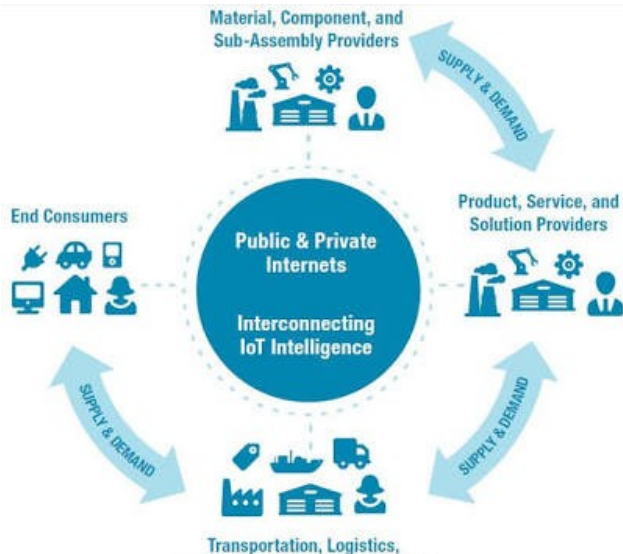 Material, Component, and
Sub-Assembly Providers
SUPPLY & DEMAND
Product, Service, and
Solution Providers
End Consumers
Public & Private
Internets
Interconnecting
IoT Intelligence
SUPPLY & DEMAND
SUPPLY & DEMAND
Transportation, Logistics,